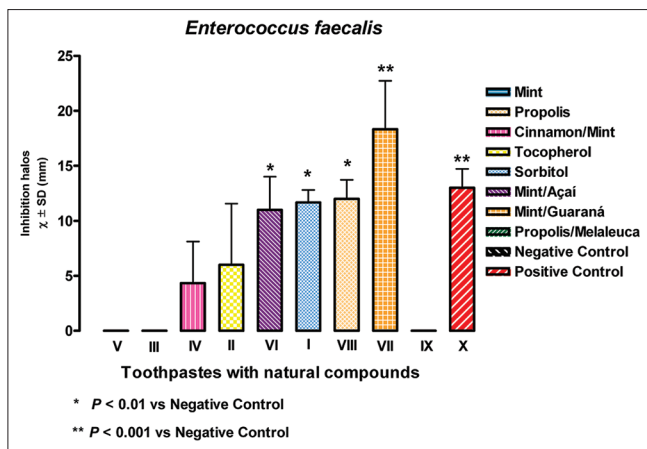 Enterococcus faecalis
Inhibition halos
χ ± SD (mm)
25
20
15
10
5
0
*
*
*
**
**
V III IV II VI I VIII VII IX X
Toothpastes with natural compounds
Mint
Propolis
Cinnamon/Mint
Tocopherol
Sorbitol
Mint/Açaí
Mint/Guaraná
Propolis/Melaleuca
Negative Control
Positive Control
* P < 0.01 vs Negative Control
** P < 0.001 vs Negative Control